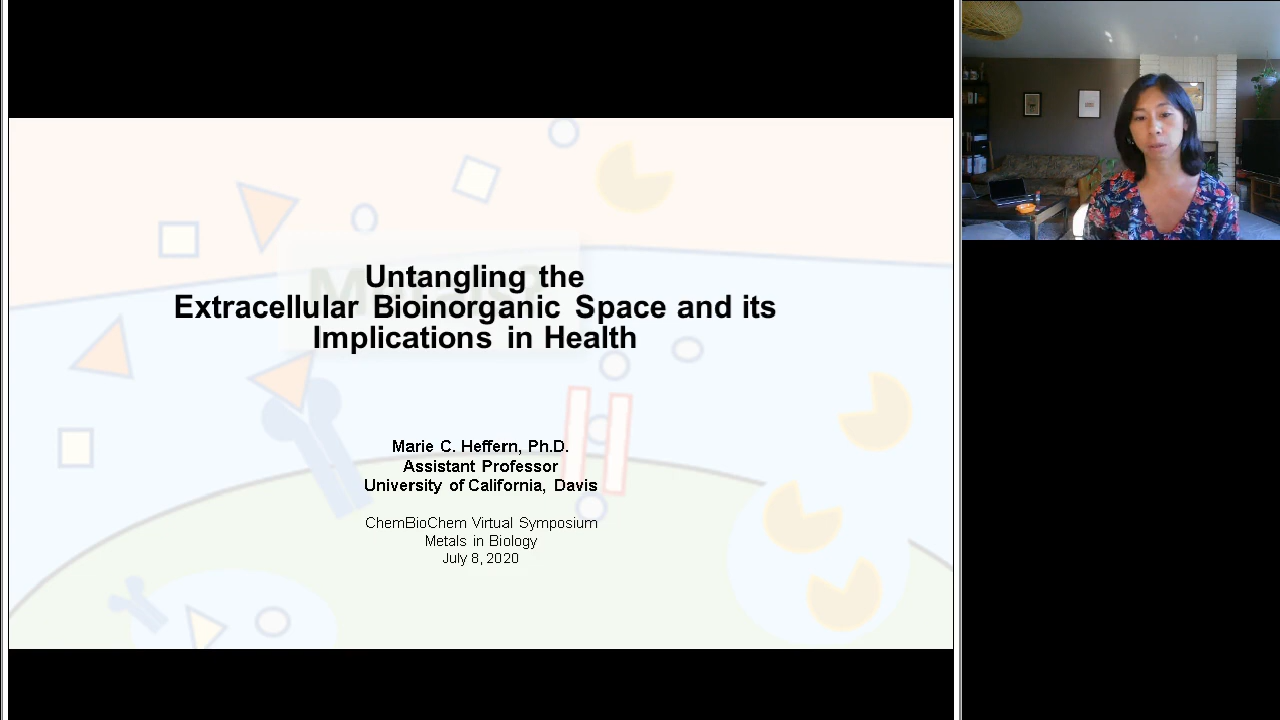 Untangling the
Extracellular Bioinorganic Space and its
Implications in Health
Marie C. Heffern, Ph.D.
Assistant Professor
University of California, Davis
ChemBioChem Virtual Symposium
Metals in Biology
July 8, 2020